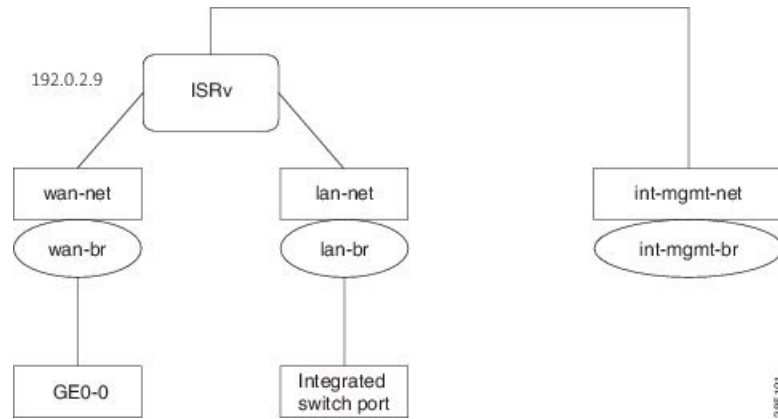 192.0.2.9
ISRv
wan-net
lan-net
int-mgmt-net
wan-br
lan-br
int-mgmt-br
GE0-0
Integrated
switch port